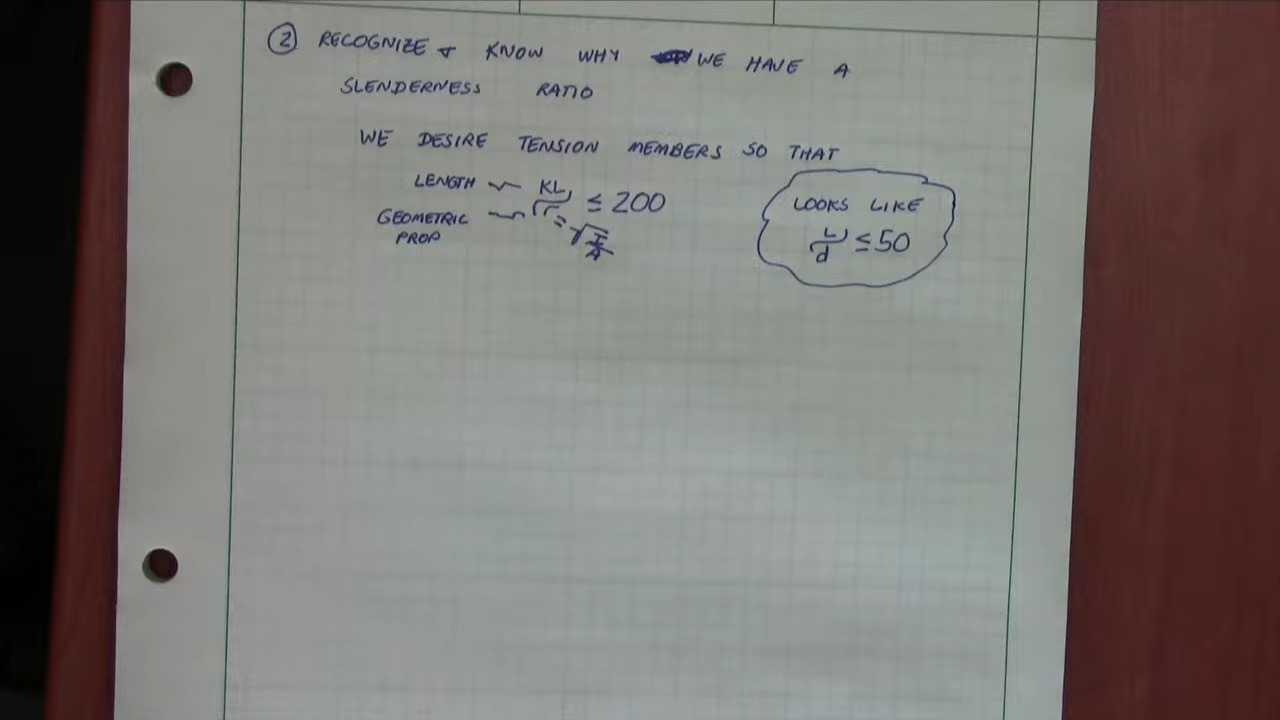 ② RECOGNIZE & KNOW WHY WE HAVE A
SLENDERNESS RATIO
WE DESIRE TENSION MEMBERS SO THAT
LENGTH ~ KL/r ≤ 200
GEOMETRIC ~ r = √(I/A)
PROP
LOOKS LIKE
L/d ≤ 50